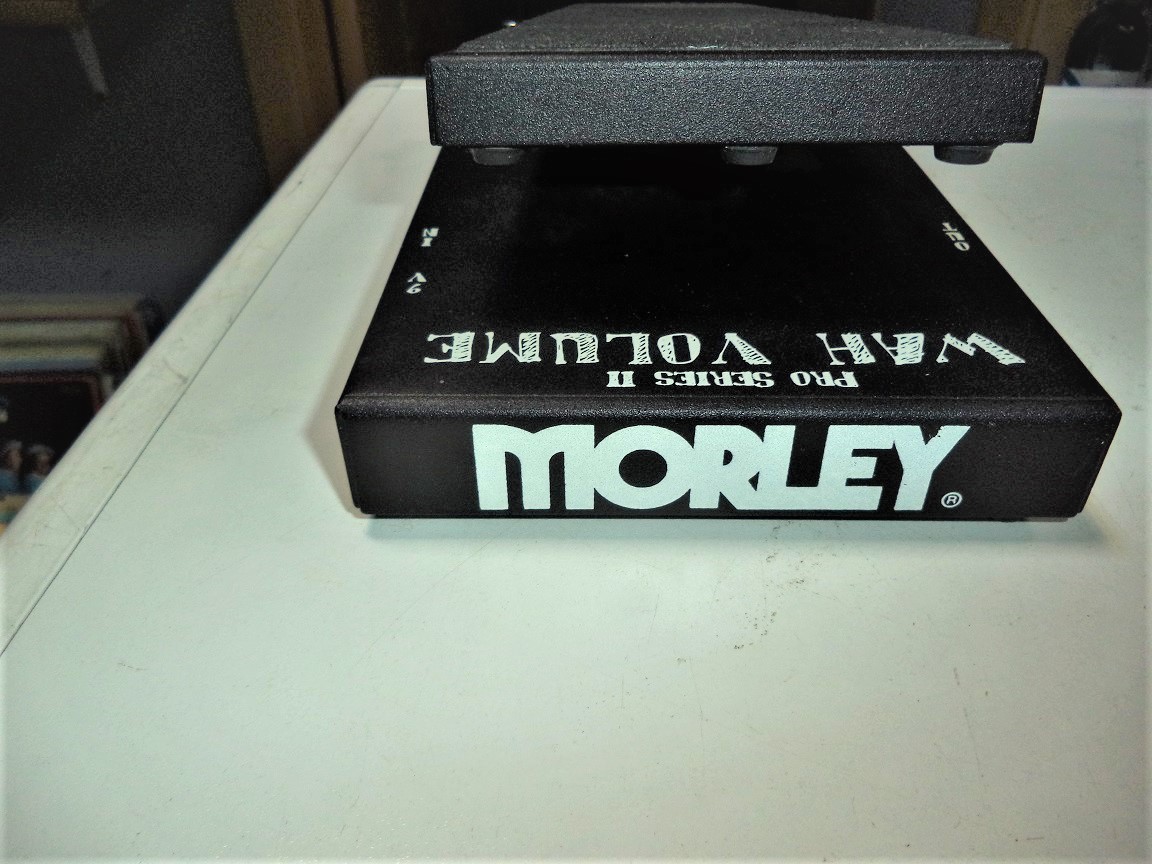 IN
OUT
9V
WAH VOLUME
PRO SERIES II
MORLEY®